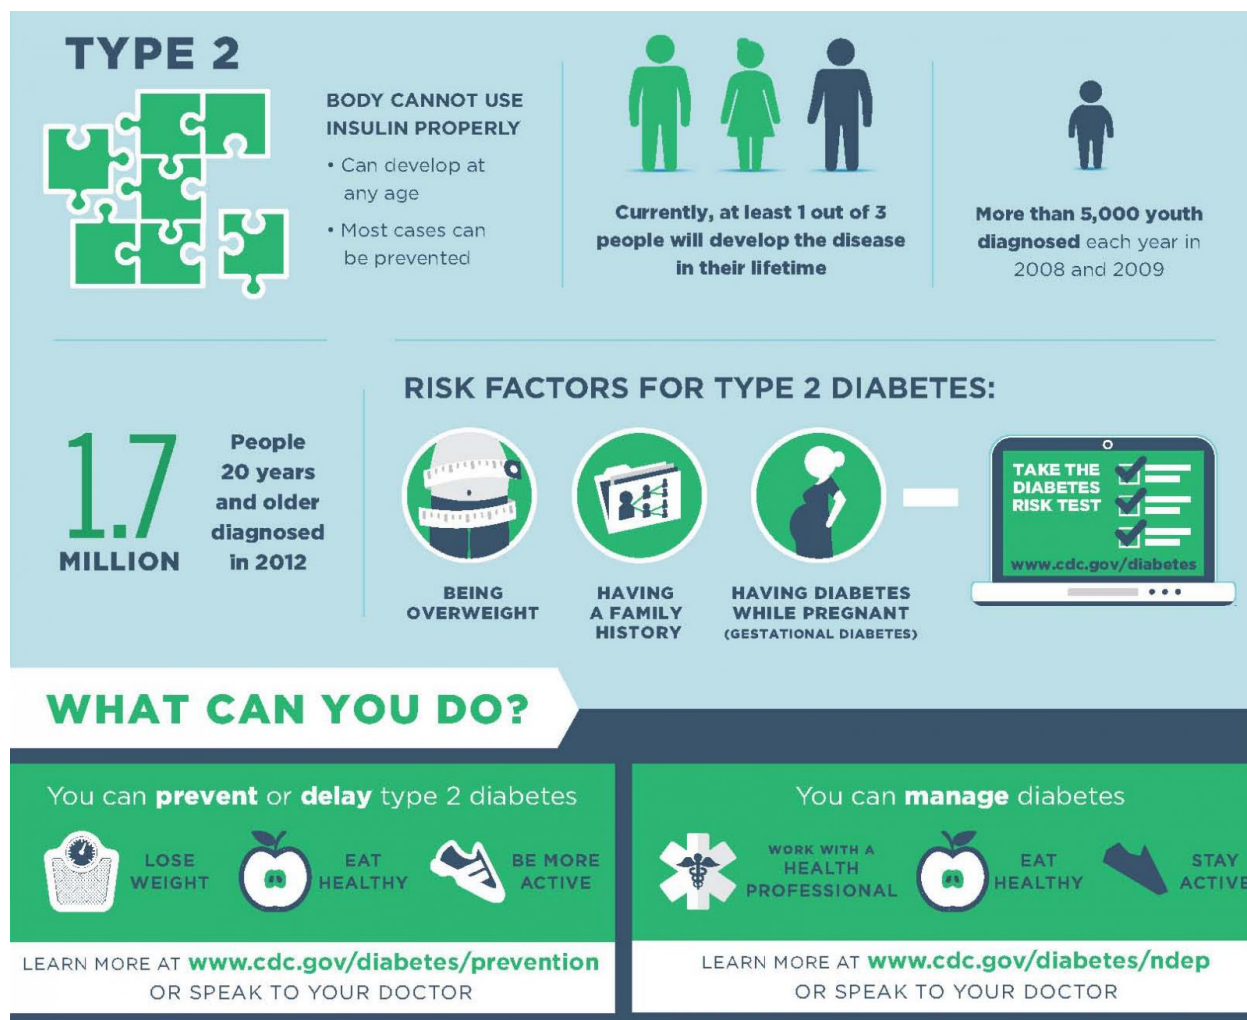 TYPE 2
BODY CANNOT USE
INSULIN PROPERLY
• Can develop at
any age
• Most cases can
be prevented
Currently, at least 1 out of 3
people will develop the disease
in their lifetime
More than 5,000 youth
diagnosed each year in
2008 and 2009
1.7
MILLION
People
20 years
and older
diagnosed
in 2012
RISK FACTORS FOR TYPE 2 DIABETES:
BEING
OVERWEIGHT
HAVING
A FAMILY
HISTORY
HAVING DIABETES
WHILE PREGNANT
(GESTATIONAL DIABETES)
TAKE THE
DIABETES
RISK TEST
www.cdc.gov/diabetes
WHAT CAN YOU DO?
You can prevent or delay type 2 diabetes
LOSE
WEIGHT
EAT
HEALTHY
BE MORE
ACTIVE
LEARN MORE AT www.cdc.gov/diabetes/prevention
OR SPEAK TO YOUR DOCTOR
You can manage diabetes
WORK WITH A
HEALTH
PROFESSIONAL
EAT
HEALTHY
STAY
ACTIVE
LEARN MORE AT www.cdc.gov/diabetes/ndep
OR SPEAK TO YOUR DOCTOR